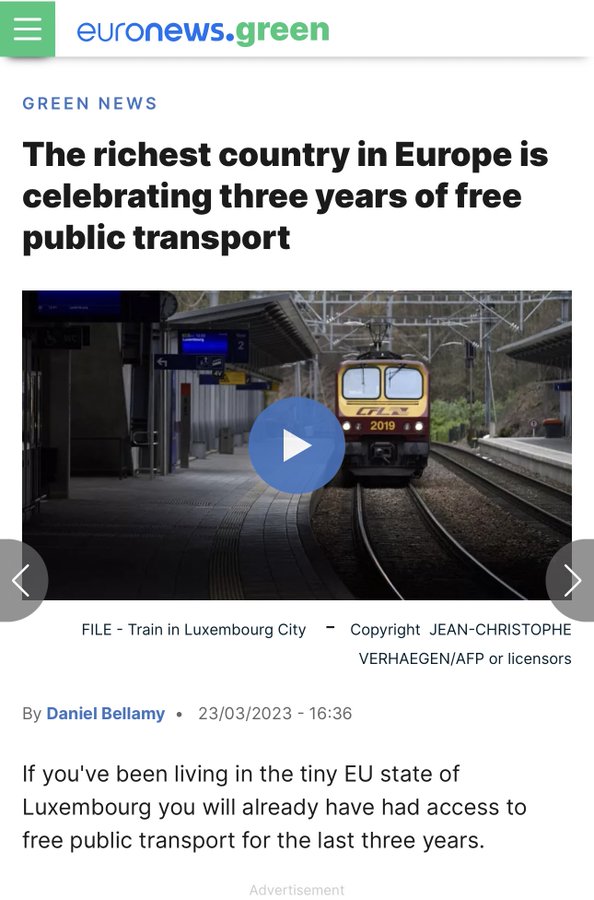 euronews.green
GREEN NEWS
The richest country in Europe is
celebrating three years of free
public transport
2
CFL
2019
FILE - Train in Luxembourg City - Copyright JEAN-CHRISTOPHE
VERHAEGEN/AFP or licensors
By Daniel Bellamy • 23/03/2023 - 16:36
If you've been living in the tiny EU state of
Luxembourg you will already have had access to
free public transport for the last three years.
Advertisement